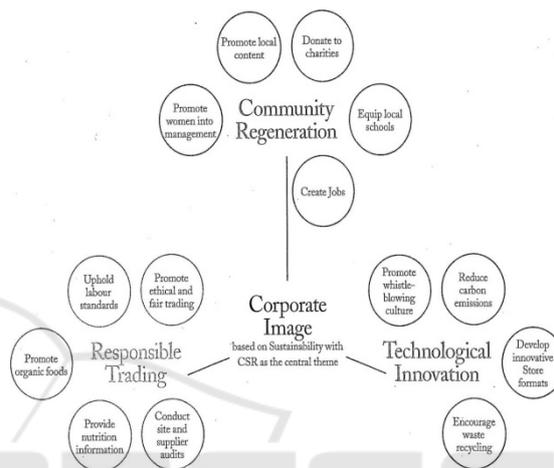 Promote local
content
Donate to
charities
Promote
women into
management
Community
Regeneration
Equip local
schools
Create Jobs
Uphold
labour
standards
Promote
ethical and
fair trading
Promote
organic foods
Responsible
Trading
Provide
nutrition
information
Conduct
site and
supplier
audits
Corporate
Image
based on Sustainability with
CSR as the central theme
Promote
whistle-
blowing
culture
Reduce
carbon
emissions
Technological
Innovation
Develop
innovative
Store
formats
Encourage
waste
recycling